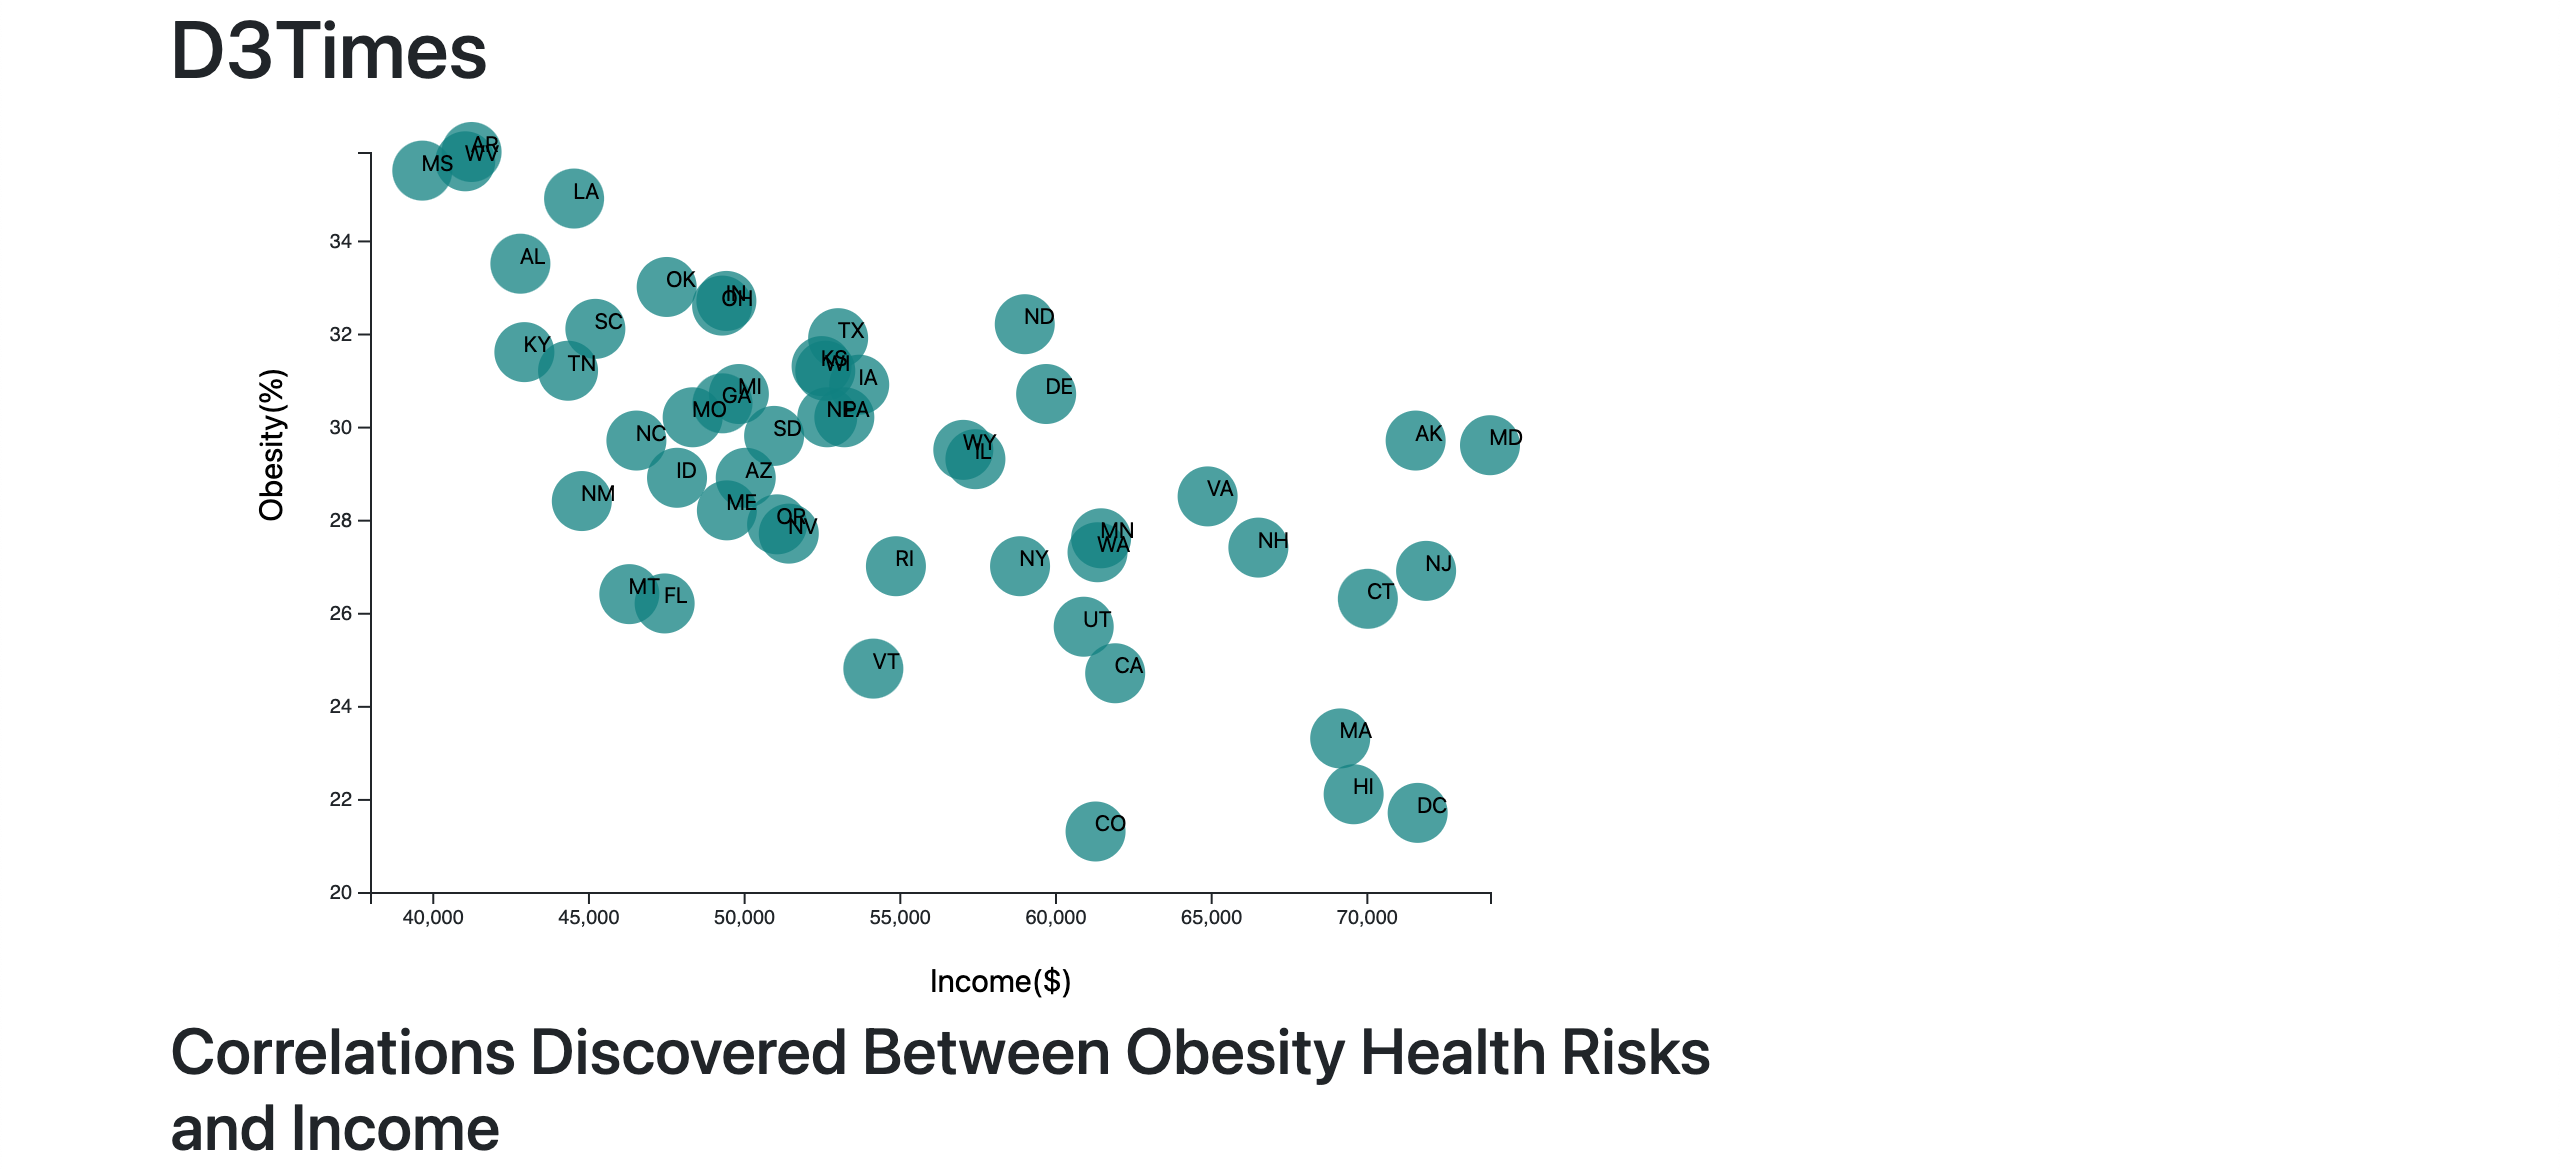 D3Times
AR
WV
MS
LA
34
AL
OK
IN
OH
SC
ND
32
TX
KY
KS
WI
TN
IA
MI
DE
GA
MO
NE
PA
30
NC
AK
MD
SD
WY
IL
ID
AZ
VA
NM
ME
28
OR
NV
MN
NH
WA
RI
NY
NJ
MT
CT
FL
26
UT
VT
CA
24
MA
HI
22
DC
CO
20
Obesity(%)
40,000 45,000 50,000 55,000 60,000 65,000 70,000
Income($)
Correlations Discovered Between Obesity Health Risks
and Income